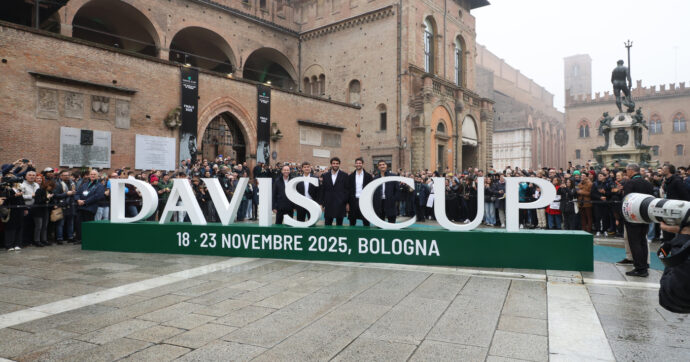 DAVIS CUP
18 - 23 NOVEMBRE 2025, BOLOGNA